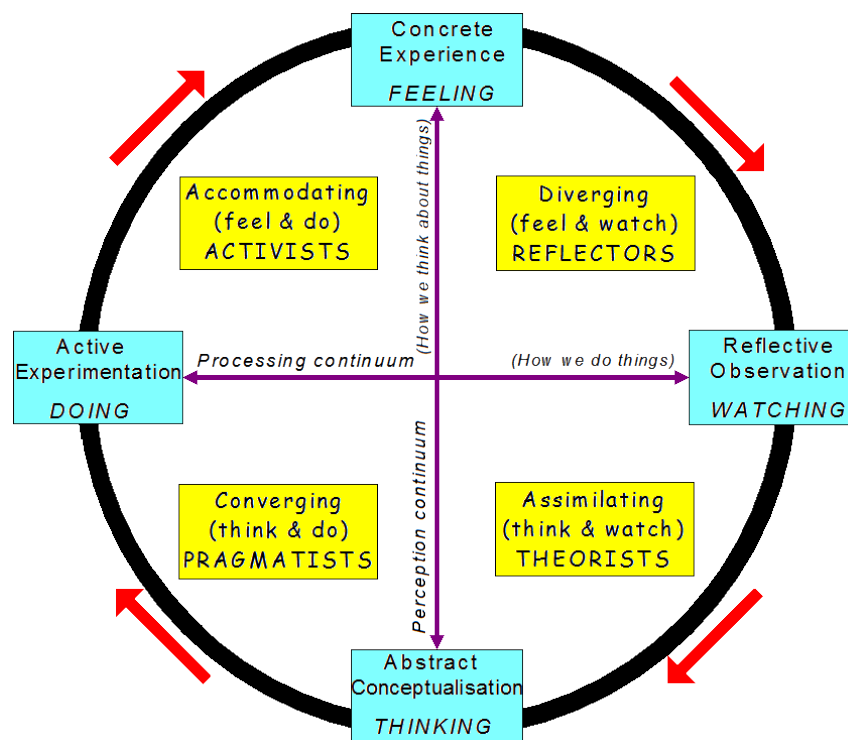 Concrete
Experience
FEELING
Accommodating
(feel & do)
ACTIVISTS
(How we think about things)
Diverging
(feel & watch)
REFLECTORS
Active
Experimentation
DOING
Processing continuum
(How we do things)
Reflective
Observation
WATCHING
Converging
(think & do)
PRAGMATISTS
Perception continuum
Assimilating
(think & watch)
THEORISTS
Abstract
Conceptualisation
THINKING